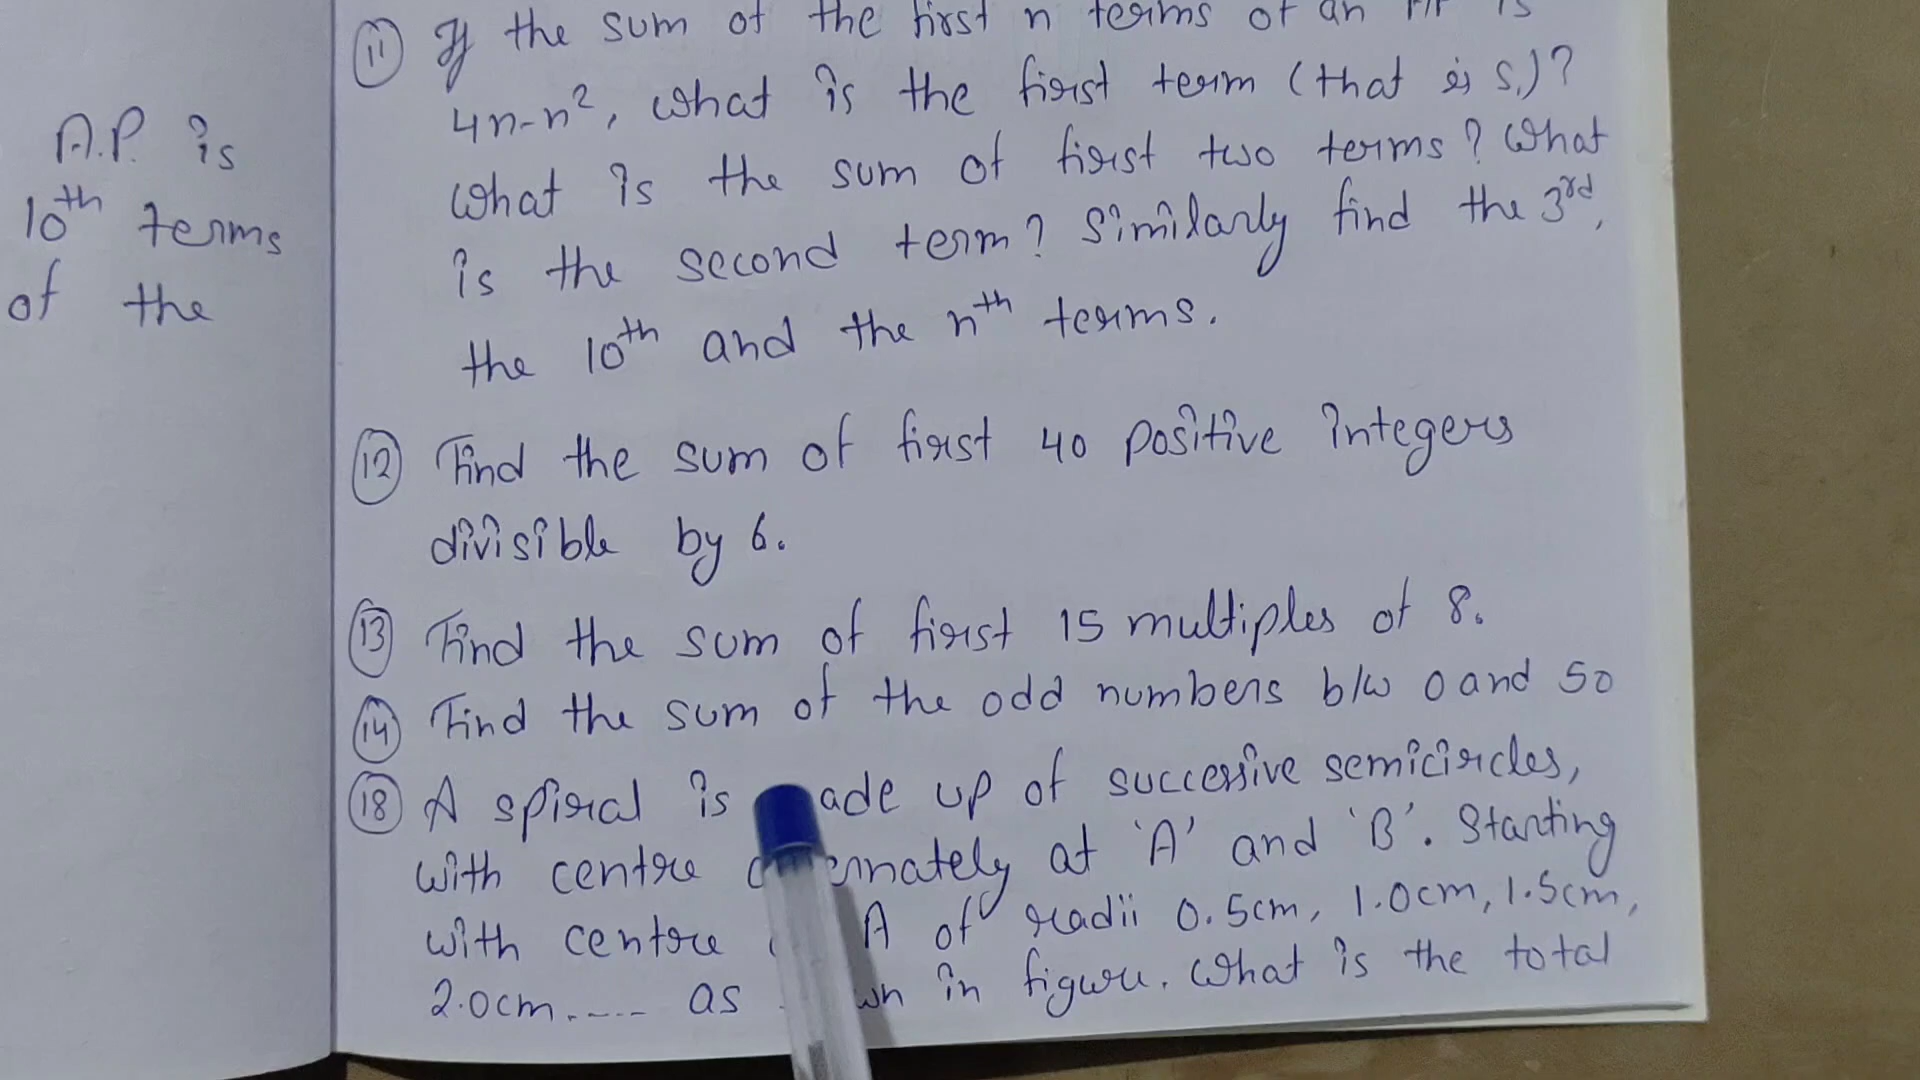 A.P. is
10th terms
of the
11 If the sum of the first n terms of an AP is
4n-n², what is the first term (that is S₁)?
what is the sum of first two terms? What
is the second term? Similarly find the 3rd,
the 10th and the nth terms.
12 Find the sum of first 40 positive integers
divisible by 6.
13 Find the sum of first 15 multiples of 8.
14 Find the sum of the odd numbers b/w 0 and 50
18 A spiral is ade up of successive semicircles,
with centre ernately at 'A' and 'B'. Starting
with centre A of radii 0.5cm, 1.0cm, 1.5cm,
2.0cm..... as wn in figure. What is the total